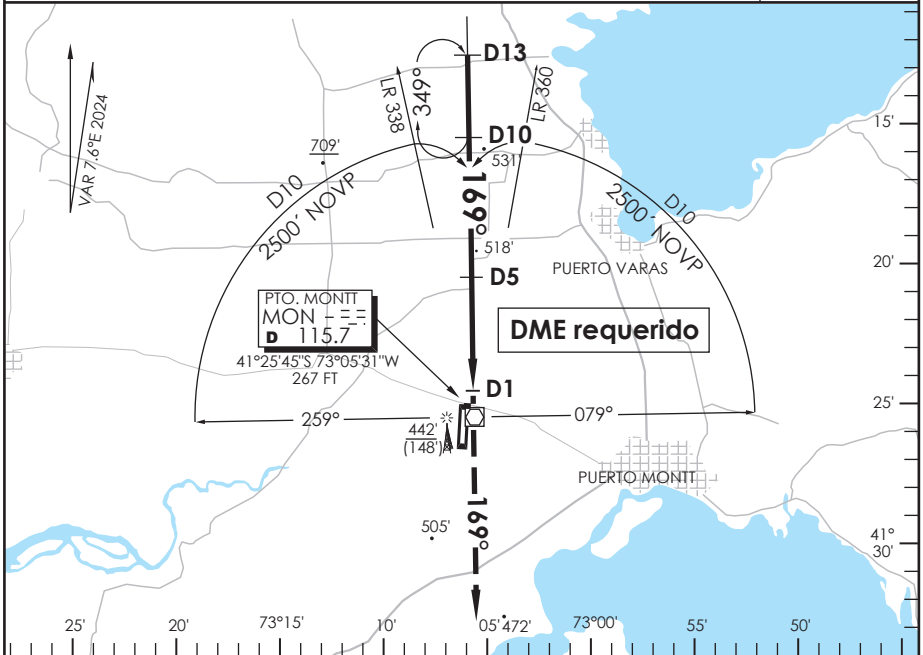 D13
349°
LR 338
LR 360
VAR 7.6°E 2024
D10
531'
709'
15'
D10
2500´ NOVP
D10
2500´ NOVP
169°
518'
20'
D5
PUERTO VARAS
PTO. MONTT
MON
D 115.7
41°25'45"S 73°05'31"W
267 FT
DME requerido
D1
259°
079°
25'
442'
(148')
PUERTO MONTT
169°
505'
41°
30'
25'
20'
73°15'
10'
05'
472'
73°00'
55'
50'